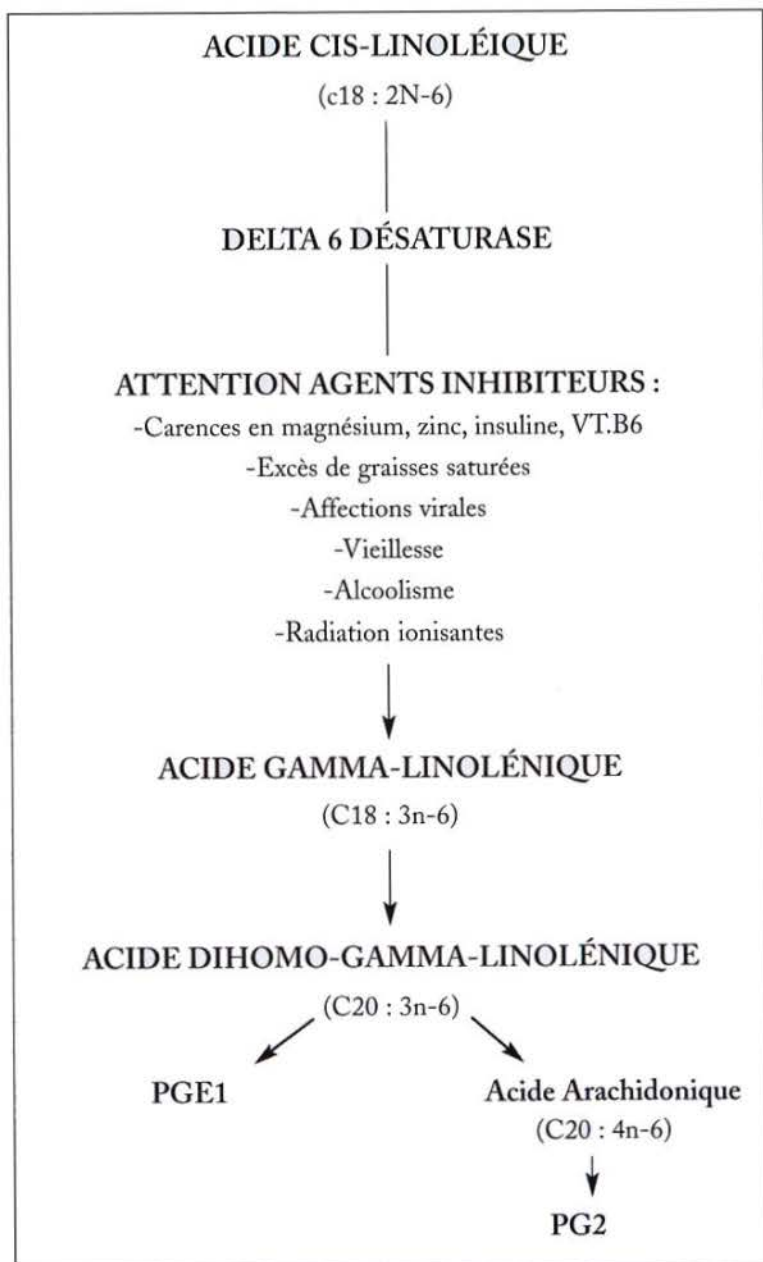 ACIDE CIS-LINOLÉIQUE
(c18 : 2N-6)
DELTA 6 DÉSATURASE
ATTENTION AGENTS INHIBITEURS :
-Carences en magnésium, zinc, insuline, VT.B6
-Excès de graisses saturées
-Affections virales
-Vieillesse
-Alcoolisme
-Radiation ionisantes
ACIDE GAMMA-LINOLÉNIQUE
(C18 : 3n-6)
ACIDE DIHOMO-GAMMA-LINOLÉNIQUE
(C20 : 3n-6)
PGE1
Acide Arachidonique
(C20 : 4n-6)
PG2